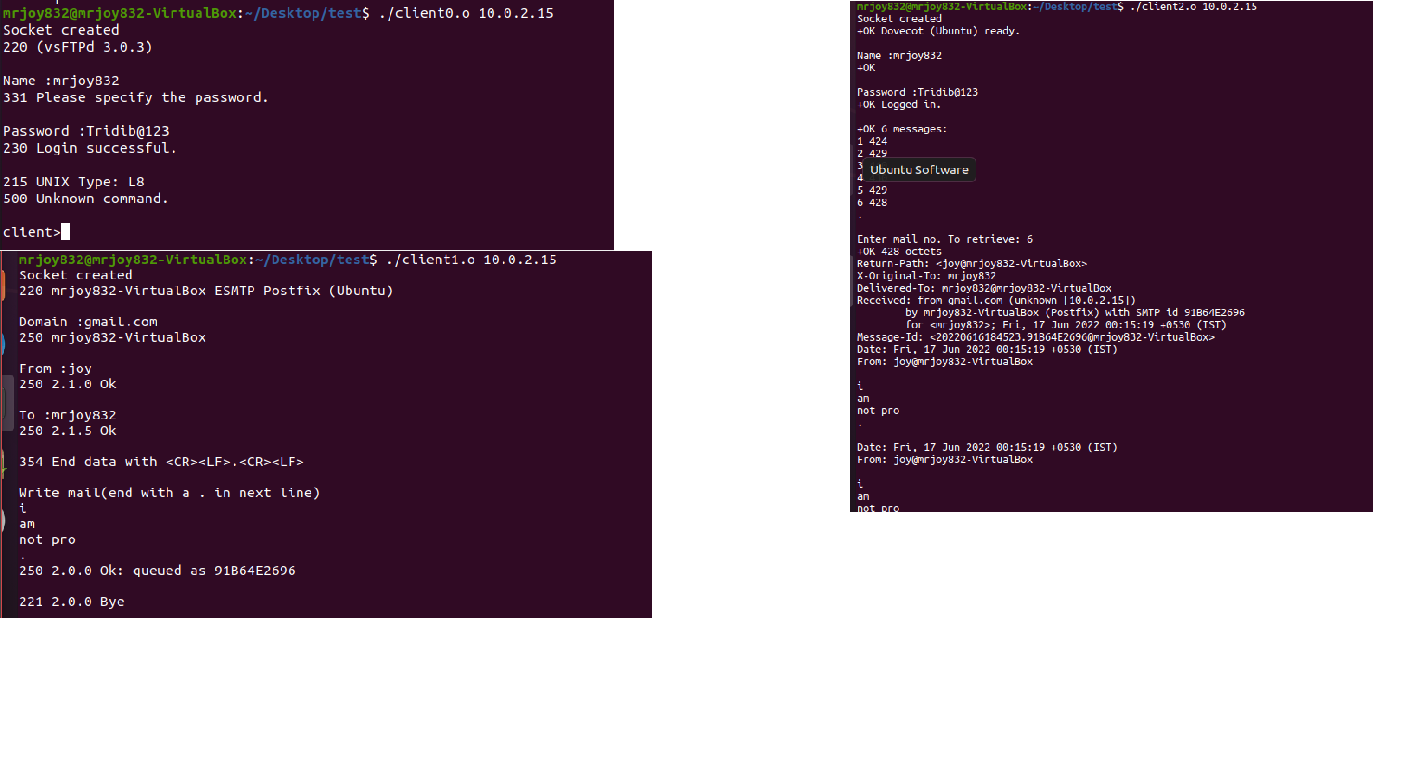 mrjoy832@mrjoy832-VirtualBox:~/Desktop/test$ ./client0.o 10.0.2.15
Socket created
220 (vsFTPd 3.0.3)
Name :mrjoy832
331 Please specify the password.
Password :Tridib@123
230 Login successful.
215 UNIX Type: L8
500 Unknown command.
client>
mrjoy832@mrjoy832-VirtualBox:~/Desktop/test$ ./client1.o 10.0.2.15
Socket created
220 mrjoy832-VirtualBox ESMTP Postfix (Ubuntu)
Domain :gmail.com
250 mrjoy832-VirtualBox
From :joy
250 2.1.0 Ok
To :mrjoy832
250 2.1.5 Ok
354 End data with <CR><LF>.<CR><LF>
Write mail(end with a . in next line)
i
am
not pro
.
250 2.0.0 Ok: queued as 91B64E2696
221 2.0.0 Bye
mrjoy832@mrjoy832-VirtualBox:~/Desktop/test$ ./client2.o 10.0.2.15
Socket created
+OK Dovecot (Ubuntu) ready.
Name :mrjoy832
+OK
Password :Tridib@123
+OK Logged in.
+OK 6 messages:
1 424
2 429
3
Ubuntu Software
4
5 429
6 428
.
Enter mail no. To retrieve: 6
+OK 428 octets
Return-Path: <joy@mrjoy832-VirtualBox>
X-Original-To: mrjoy832
Delivered-To: mrjoy832@mrjoy832-VirtualBox
Received: from gmail.com (unknown [10.0.2.15])
by mrjoy832-VirtualBox (Postfix) with SMTP id 91B64E2696
for <mrjoy832>; Fri, 17 Jun 2022 00:15:19 +0530 (IST)
Message-Id: <20220616184523.91B64E2696@mrjoy832-VirtualBox>
Date: Fri, 17 Jun 2022 00:15:19 +0530 (IST)
From: joy@mrjoy832-VirtualBox
i
am
not pro
.
Date: Fri, 17 Jun 2022 00:15:19 +0530 (IST)
From: joy@mrjoy832-VirtualBox
i
am
not pro